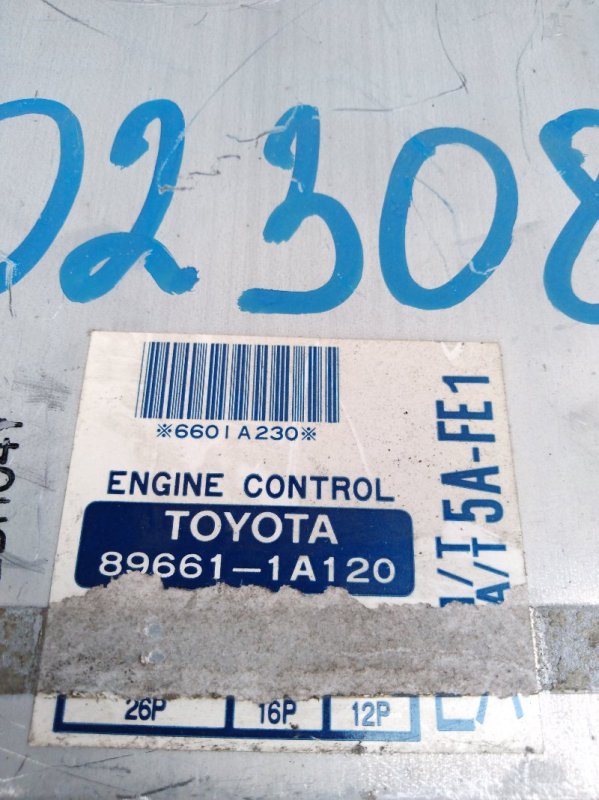 02308
※6601A230※
ENGINE CONTROL
TOYOTA
89661-1A120
5A-FE1
A/T
26P
16P
12P